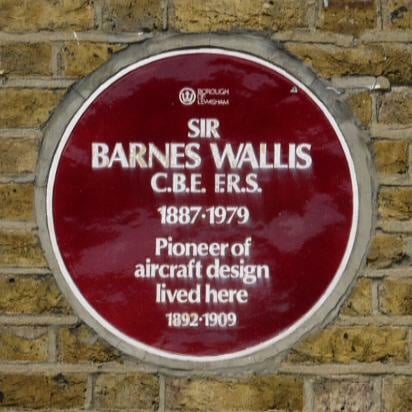 BOROUGH
OF
LEWISHAM
SIR
BARNES WALLIS
C.B.E. F.R.S.
1887·1979
Pioneer of
aircraft design
lived here
1892·1909